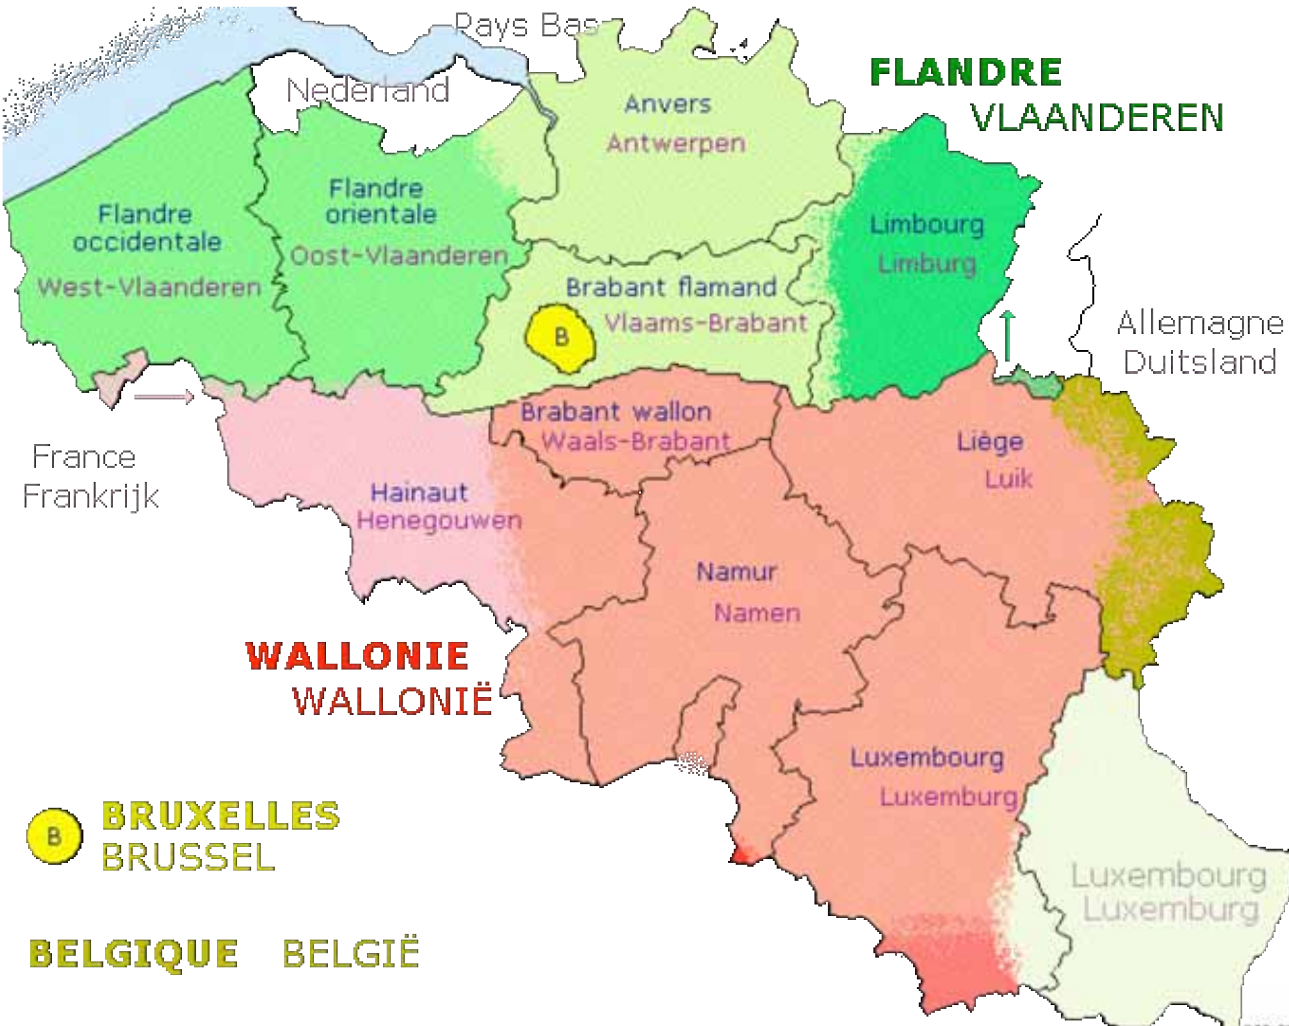 Pays Bas
Nederland
FLANDRE
VLAANDEREN
Anvers
Antwerpen
Flandre
orientale
Oost-Vlaanderen
Flandre
occidentale
West-Vlaanderen
Limbourg
Limburg
Brabant flamand
Vlaams-Brabant
B
Allemagne
Duitsland
Brabant wallon
Waals-Brabant
Liège
Luik
France
Frankrijk
Hainaut
Henegouwen
Namur
Namen
WALLONIE
WALLONIË
Luxembourg
Luxemburg
B
BRUXELLES
BRUSSEL
Luxembourg
Luxemburg
BELGIQUE BELGIË